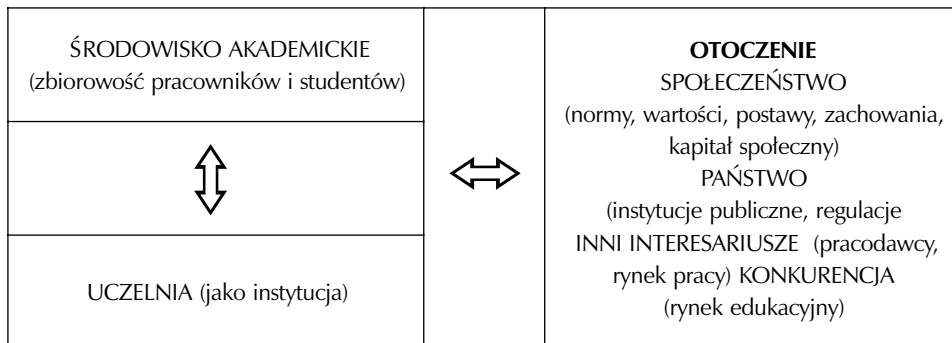 ŚRODOWISKO AKADEMICKIE
(zbiorowość pracowników i studentów)
UCZELNIA (jako instytucja)
OTOCZENIE
SPOŁECZEŃSTWO
(normy, wartości, postawy, zachowania,
kapitał społeczny)
PAŃSTWO
(instytucje publiczne, regulacje
INNI INTERESARIUSZE (pracodawcy,
rynek pracy) KONKURENCJA
(rynek edukacyjny)